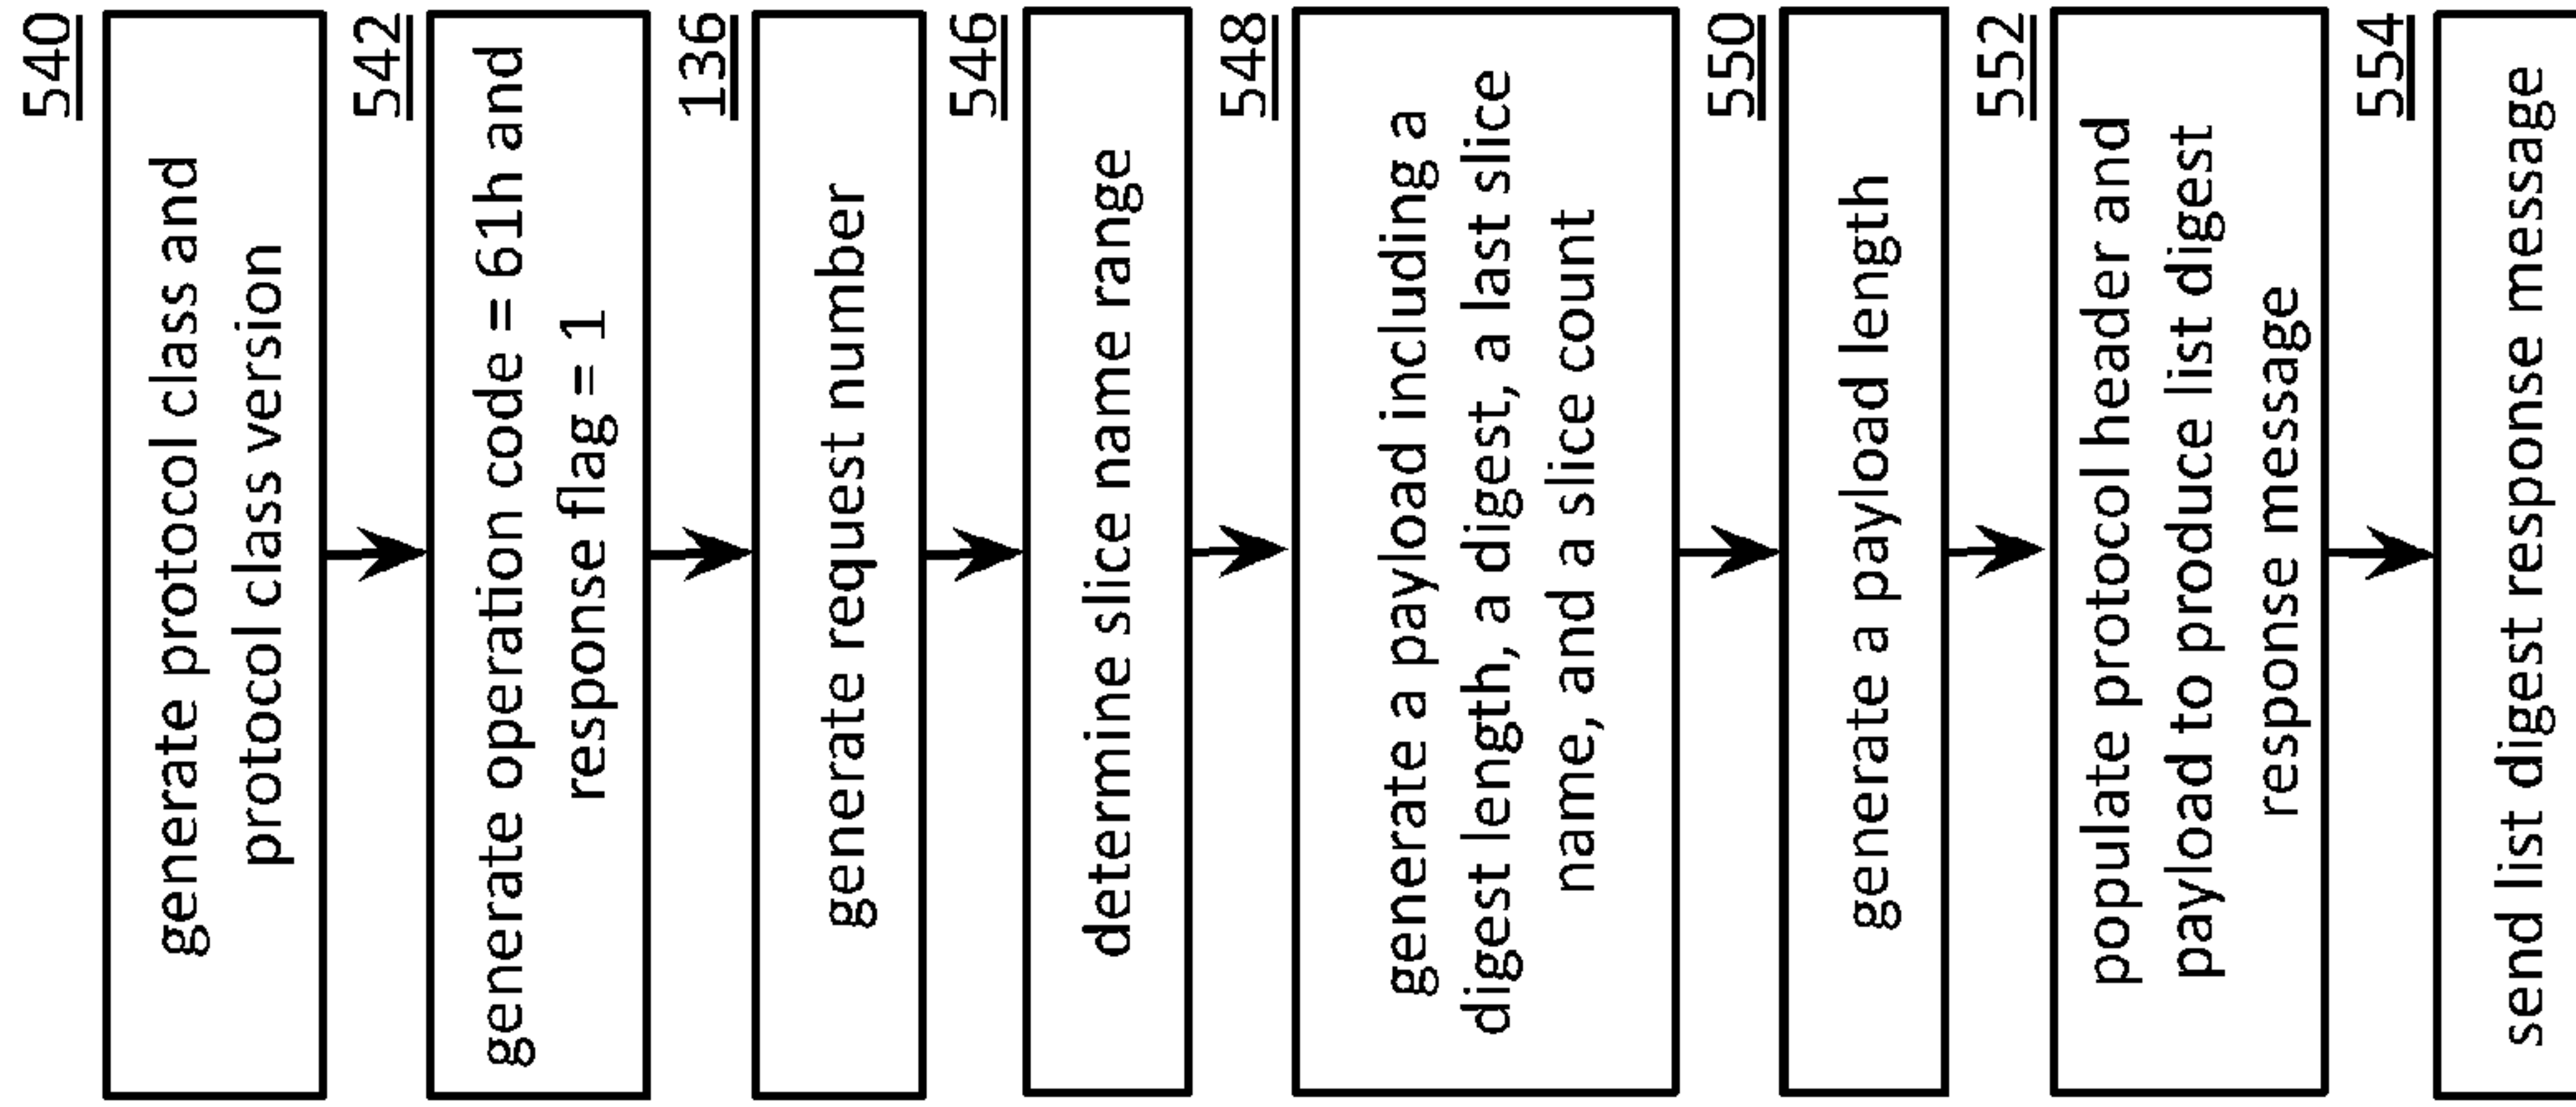 540
generate protocol class and
protocol class version
542
generate operation code = 61h and
response flag = 1
136
generate request number
546
determine slice name range
548
generate a payload including a
digest length, a digest, a last slice
name, and a slice count
550
generate a payload length
552
populate protocol header and
payload to produce list digest
response message
554
send list digest response message